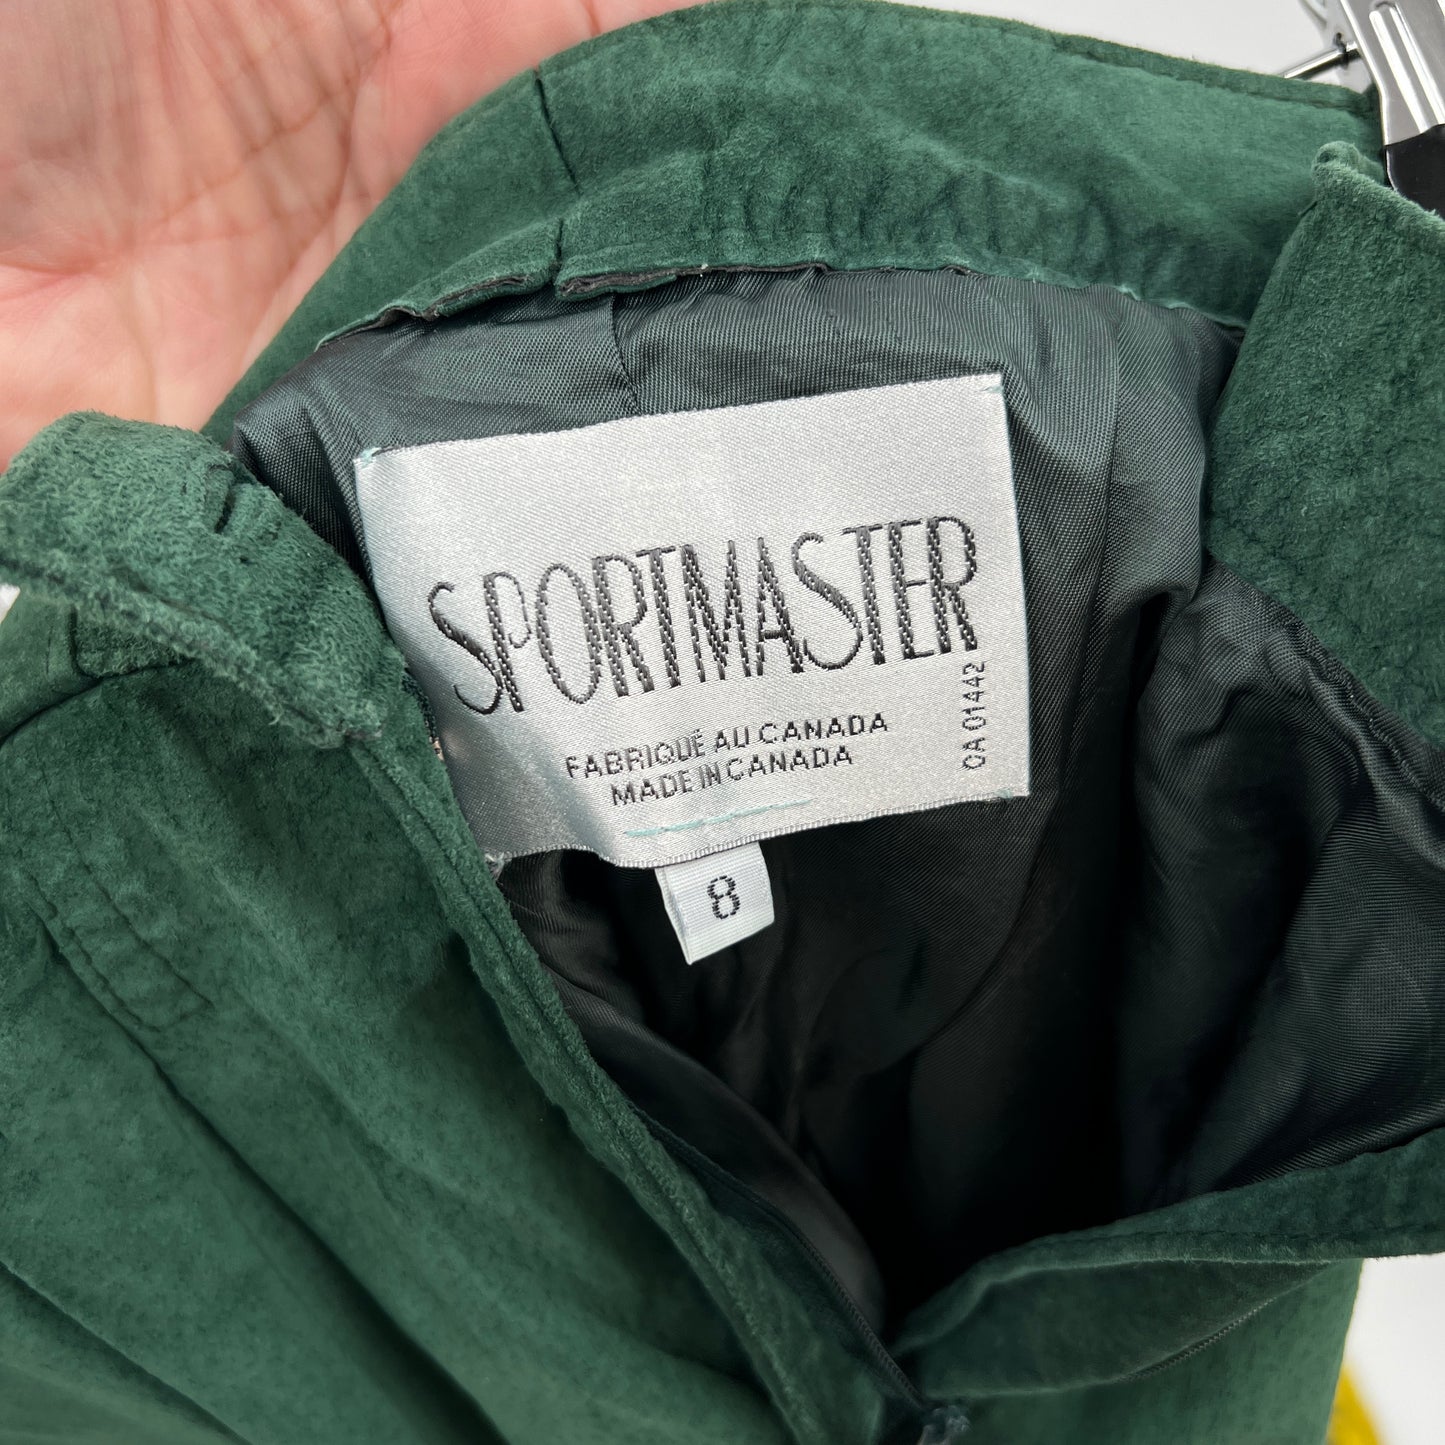 SPORTMASTER
FABRIQUÉ AU CANADA
MADE IN CANADA
CA 01442
8